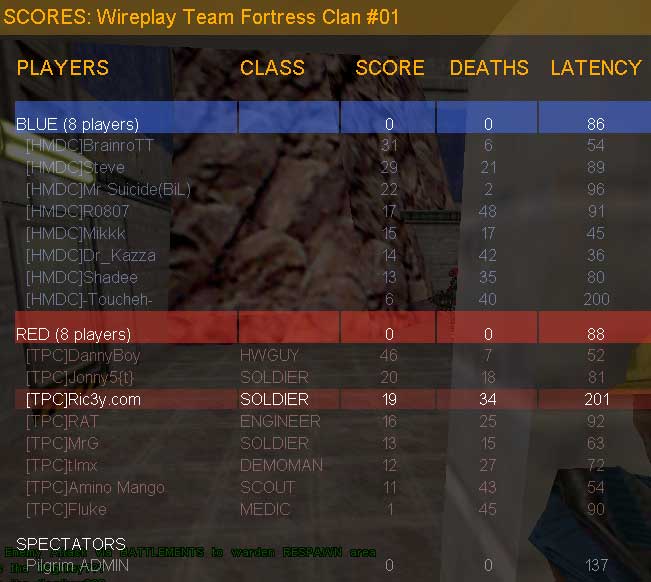 SCORES: Wireplay Team Fortress Clan #01
PLAYERS CLASS SCORE DEATHS LATENCY
BLUE (8 players) 0 0 86
[HMDC]BrainroTT 31 6 54
[HMDC]Steve 29 21 89
[HMDC]Mr Suicide(BiL) 22 2 96
[HMDC]R0807 17 48 91
[HMDC]Mikkk 15 17 45
[HMDC]Dr_Kazza 14 42 36
[HMDC]Shadee 13 35 80
[HMDC]-Toucheh- 6 40 200
RED (8 players) 0 0 88
[TPC]DannyBoy HWGUY 46 7 52
[TPC]Jonny5{t} SOLDIER 20 18 81
[TPC]Ric3y.com SOLDIER 19 34 201
[TPC]RAT ENGINEER 16 25 92
[TPC]MrG SOLDIER 13 15 63
[TPC]tImx DEMOMAN 12 27 72
[TPC]Amino Mango SCOUT 11 43 54
[TPC]Fluke MEDIC 1 45 90
SPECTATORS
Enemy via BATTLEMENTS to warden RESPAWN area
Pilgrim ADMIN 0 0 137